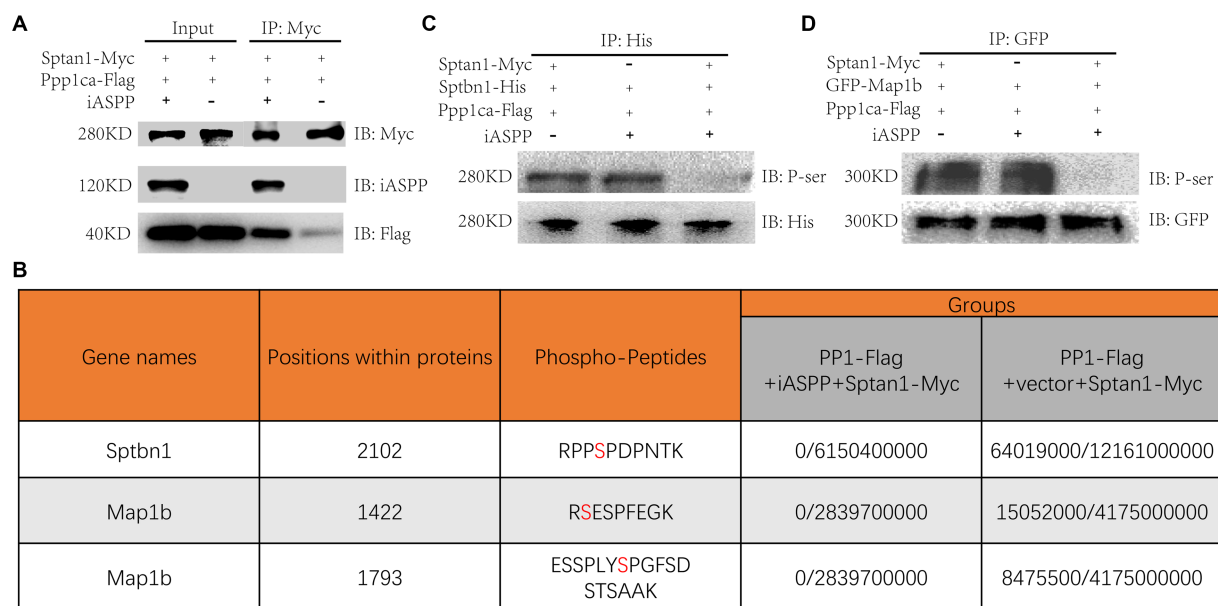 A
Input IP: Myc
Sptan1-Myc + + + +
Ppp1ca-Flag + + + +
iASPP + - + -
280KD IB: Myc
120KD IB: iASPP
40KD IB: Flag
C
IP: His
Sptan1-Myc + - +
Sptbn1-His + + +
Ppp1ca-Flag + + +
iASPP - + +
280KD IB: P-ser
280KD IB: His
D
IP: GFP
Sptan1-Myc + - +
GFP-Map1b + + +
Ppp1ca-Flag + + +
iASPP - + +
300KD IB: P-ser
300KD IB: GFP
B
Groups
Gene names Positions within proteins Phospho-Peptides PP1-Flag PP1-Flag
+iASPP+Sptan1-Myc +vector+Sptan1-Myc
Sptbn1 2102 RPPSPDPNTK 0/6150400000 64019000/12161000000
Map1b 1422 RSESPFEGK 0/2839700000 15052000/4175000000
Map1b 1793 ESSPLYSPGFSD 0/2839700000 8475500/4175000000
STSAAK